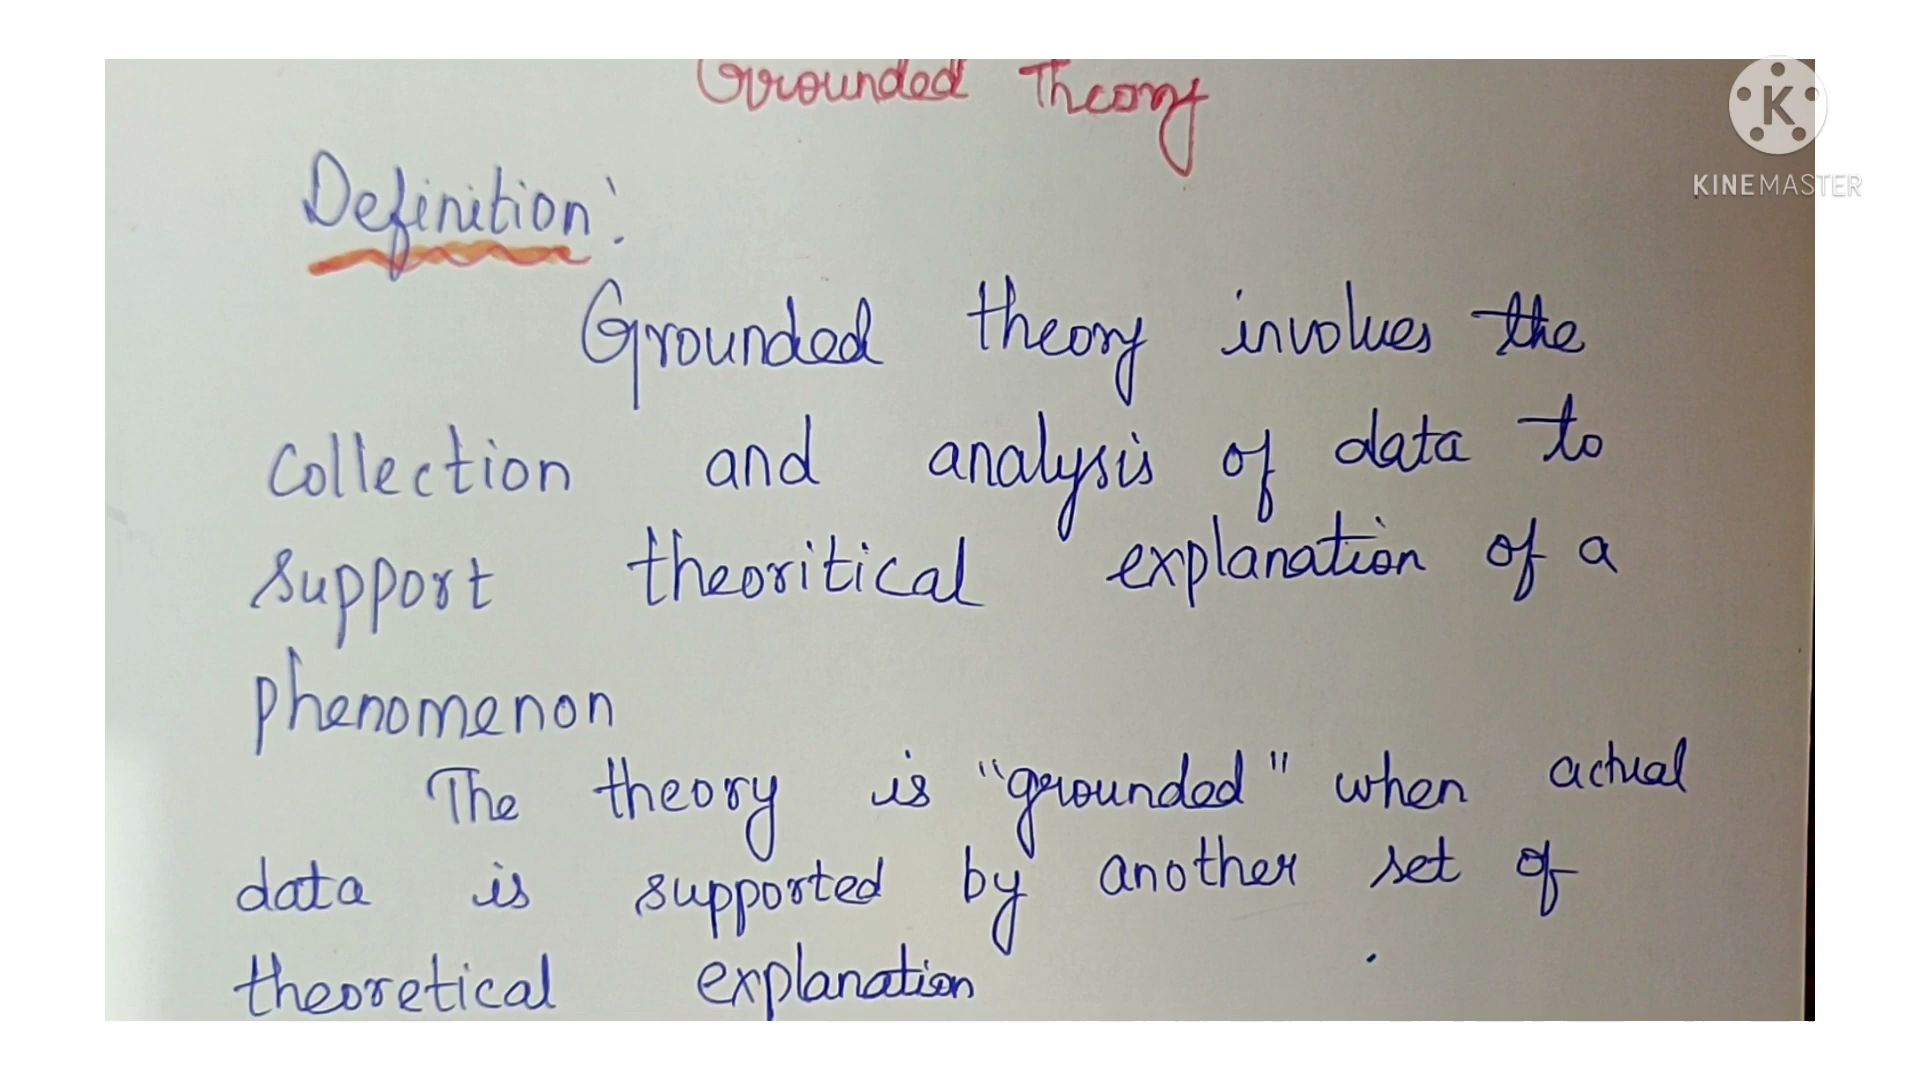 Grounded Theory
K
KINEMASTER
Definition:
Grounded theory involves the
collection and analysis of data to
support theoritical explanation of a
phenomenon
The theory is "grounded" when actual
data is supported by another set of
theoretical explanation